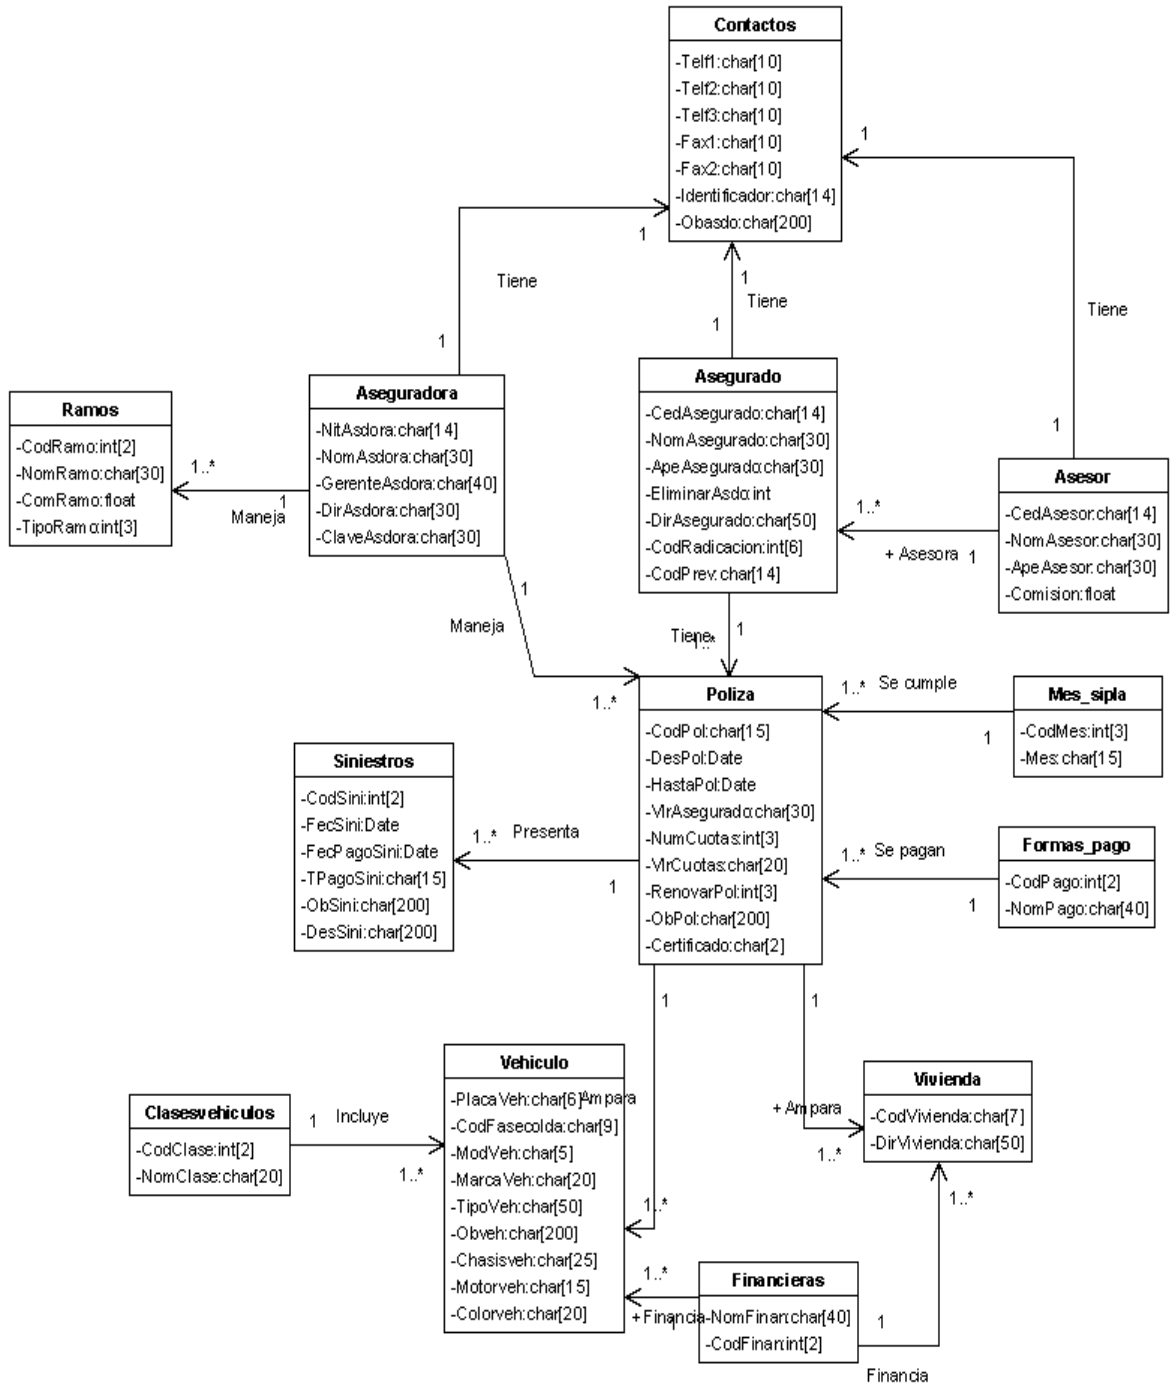 Contactos
-Telf1:char[10]
-Telf2:char[10]
-Telf3:char[10]
-Fax1:char[10]
-Fax2:char[10]
-Identificador:char[14]
-Obasdo:char[200]
1
1
Tiene
1
1
Tiene
1
Tiene
1
1
Ramos
-CodRamo:int[2]
-NomRamo:char[30]
-ComRamo:float
-TipoRamo:int[3]
1..*
1
Maneja
Aseguradora
-NitAsdora:char[14]
-NomAsdora:char[30]
-GerenteAsdora:char[40]
-DirAsdora:char[30]
-ClaveAsdora:char[30]
Asegurado
-CedAsegurado:char[14]
-NomAsegurado:char[30]
-ApeAsegurado:char[30]
-EliminarAsdo:int
-DirAsegurado:char[50]
-CodRadicacion:int[6]
-CodPrev:char[14]
1..*
+ Asesora
1
Asesor
-CedAsesor:char[14]
-NomAsesor:char[30]
-ApeAsesor:char[30]
-Comision:float
1
Maneja
1..*
Tiene
1..*
1
Poliza
-CodPol:char[15]
-DesPol:Date
-HastaPol:Date
-VlrAsegurado:char[30]
-NumCuotas:int[3]
-VlrCuotas:char[20]
-RenovarPol:int[3]
-ObPol:char[200]
-Certificado:char[2]
1..*
Se cumple
1
Mes_sipla
-CodMes:int[3]
-Mes:char[15]
Siniestros
-CodSini:int[2]
-FecSini:Date
-FecPagoSini:Date
-TPagoSini:char[15]
-ObSini:char[200]
-DesSini:char[200]
1..*
Presenta
1
1..*
Se pagan
1
Formas_pago
-CodPago:int[2]
-NomPago:char[40]
1
1
Clasesvehiculos
-CodClase:int[2]
-NomClase:char[20]
1
Incluye
1..*
Vehiculo
-PlacaVeh:char[6]
-CodFasecolda:char[9]
-ModVeh:char[5]
-MarcaVeh:char[20]
-TipoVeh:char[50]
-Obveh:char[200]
-Chasisveh:char[25]
-Motorveh:char[15]
-Colorveh:char[20]
Ampara
1..*
+ Ampara
1..*
Vivienda
-CodVivienda:char[7]
-DirVivienda:char[50]
1..*
1..*
+ Financia
1
Financieras
-NomFinan:char[40]
-CodFinan:int[2]
1
Financia